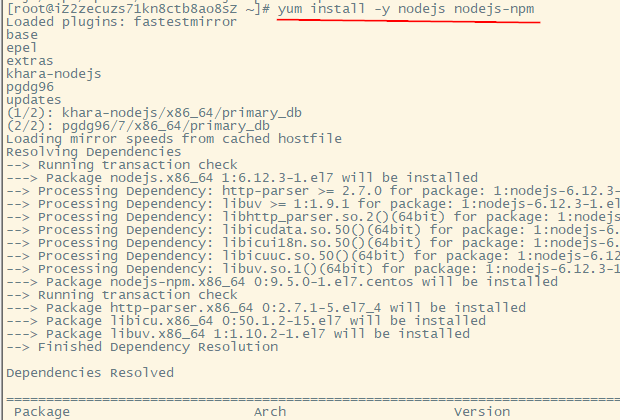 [root@iZ2zecuzs71kn8ctb8ao8sZ ~]# yum install -y nodejs nodejs-npm
Loaded plugins: fastestmirror
base
epel
extras
khara-nodejs
pgdg96
updates
(1/2): khara-nodejs/x86_64/primary_db
(2/2): pgdg96/7/x86_64/primary_db
Loading mirror speeds from cached hostfile
Resolving Dependencies
--> Running transaction check
---> Package nodejs.x86_64 1:6.12.3-1.el7 will be installed
--> Processing Dependency: http-parser >= 2.7.0 for package: 1:nodejs-6.12.3-
--> Processing Dependency: libuv >= 1:1.9.1 for package: 1:nodejs-6.12.3-1.el
--> Processing Dependency: libhttp_parser.so.2()(64bit) for package: 1:nodejs
--> Processing Dependency: libicudata.so.50()(64bit) for package: 1:nodejs-6.
--> Processing Dependency: libicui18n.so.50()(64bit) for package: 1:nodejs-6.
--> Processing Dependency: libicuuc.so.50()(64bit) for package: 1:nodejs-6.12
--> Processing Dependency: libuv.so.1()(64bit) for package: 1:nodejs-6.12.3-1
---> Package nodejs-npm.x86_64 0:9.5.0-1.el7.centos will be installed
--> Running transaction check
---> Package http-parser.x86_64 0:2.7.1-5.el7_4 will be installed
---> Package libicu.x86_64 0:50.1.2-15.el7 will be installed
---> Package libuv.x86_64 1:1.10.2-1.el7 will be installed
--> Finished Dependency Resolution
Dependencies Resolved
================================================================================
Package Arch Version